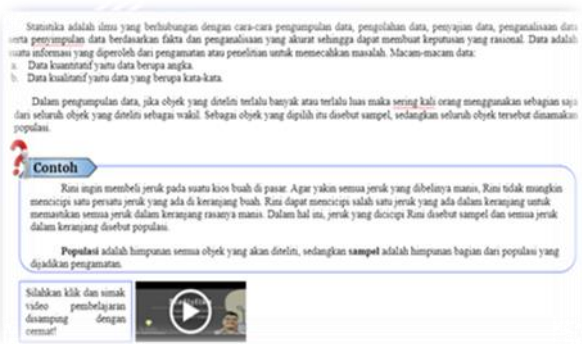 Statistika adalah ilmu yang berhubungan dengan cara-cara pengumpulan data, pengolahan data, penyajian data, penganalisaan data
serta penyimpulan data berdasarkan fakta dan penganalisaan yang akurat sehingga dapat membuat keputusan yang rasional. Data adalah
suatu informasi yang diperoleh dari pengamatan atau penelitian untuk memecahkan masalah. Macam-macam data:
a. Data kuantitatif yaitu data berupa angka.
b. Data kualitatif yaitu data yang berupa kata-kata.
Dalam pengumpulan data, jika objek yang diteliti terlalu banyak atau terlalu luas maka sering kali orang menggunakan sebagian saja
dari seluruh objek yang diteliti sebagai wakil. Sebagai objek yang dipilih itu disebut sampel, sedangkan seluruh objek tersebut dinamakan
populasi.
Contoh
Rini ingin membeli jeruk pada suatu kios buah di pasar. Agar yakin semua jeruk yang dibelinya manis, Rini tidak mungkin
mencicipi satu persatu jeruk yang ada di keranjang buah. Rini dapat mencicipi salah satu jeruk yang ada dalam keranjang untuk
memastikan semua jeruk dalam keranjang rasanya manis. Dalam hal ini, jeruk yang dicicipi Rini disebut sampel dan semua jeruk
dalam keranjang disebut populasi.
Populasi adalah himpunan semua objek yang akan diteliti, sedangkan sampel adalah himpunan bagian dari populasi yang
dijadikan pengamatan.
Silahkan klik dan simak
video pembelajaran
disamping dengan
cermat!